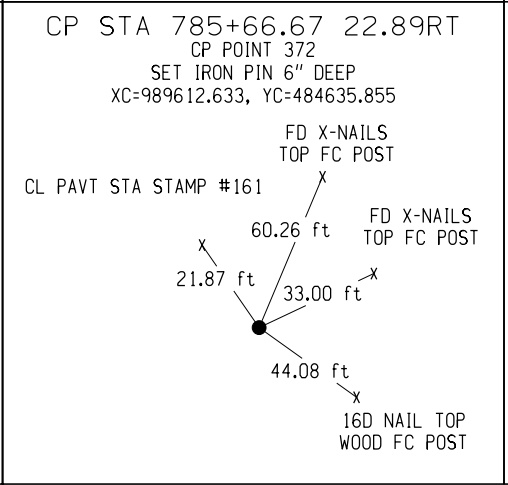 CP STA 785+66.67 22.89RT
CP POINT 372
SET IRON PIN 6" DEEP
XC=989612.633, YC=484635.855
FD X-NAILS
TOP FC POST
CL PAVT STA STAMP #161
FD X-NAILS
TOP FC POST
60.26 ft
21.87 ft
33.00 ft
44.08 ft
16D NAIL TOP
WOOD FC POST